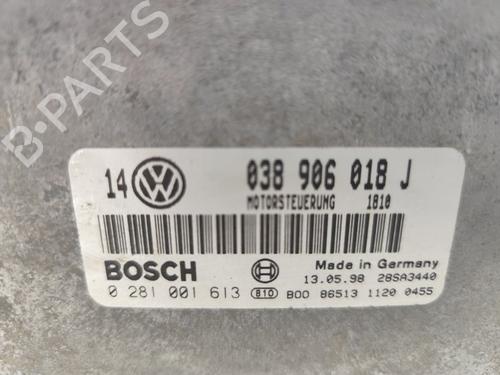 B-PARTS
14 VW 038 906 018 J
MOTORSTEUERUNG 1810
BOSCH Made in Germany
13.05.98 28SA3440
0 281 001 613 810 B00 86513 1120 0455